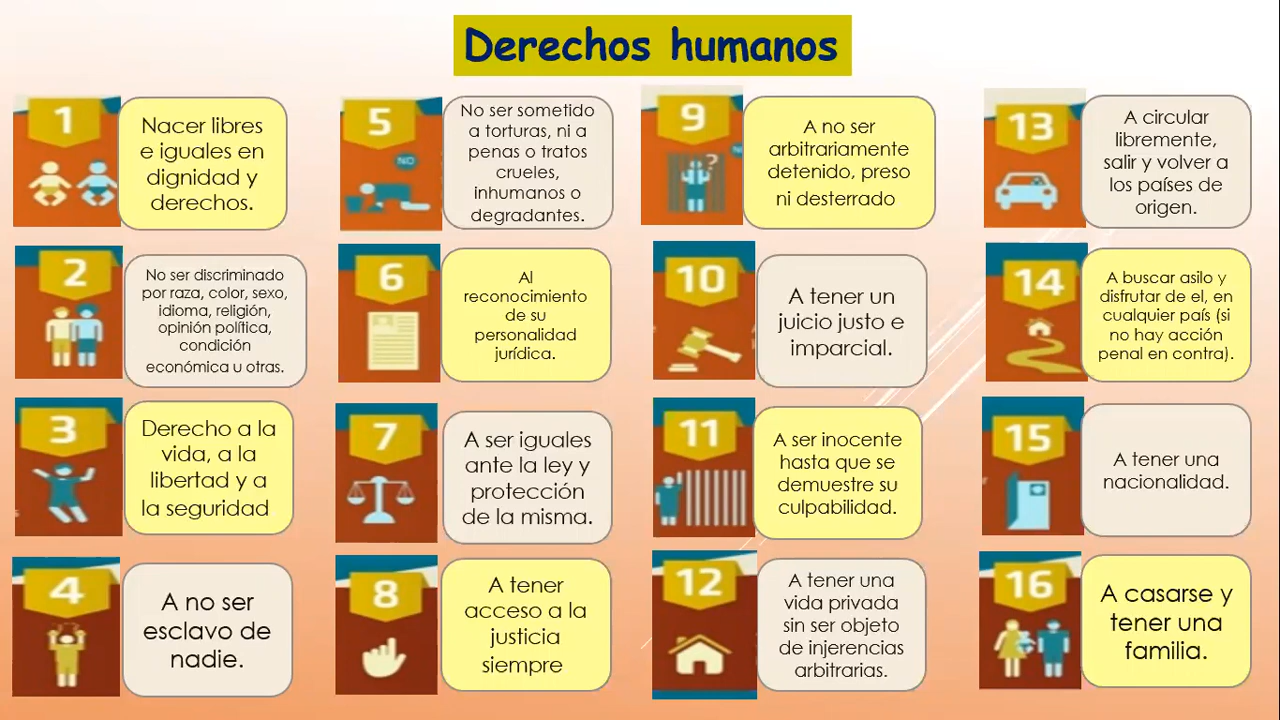 Derechos humanos
1
Nacer libres
e iguales en
dignidad y
derechos.
2
No ser discriminado
por raza, color, sexo,
idioma, religión,
opinión política,
condición
económica u otras.
3
Derecho a la
vida, a la
libertad y a
la seguridad
4
A no ser
esclavo de
nadie.
5
NO
No ser sometido
a torturas, ni a
penas o tratos
crueles,
inhumanos o
degradantes.
6
Al
reconocimiento
de su
personalidad
jurídica.
7
A ser iguales
ante la ley y
protección
de la misma.
8
A tener
acceso a la
justicia
siempre
9
?
A no ser
arbitrariamente
detenido, preso
ni desterrado
10
A tener un
juicio justo e
imparcial.
11
A ser inocente
hasta que se
demuestre su
culpabilidad.
12
A tener una
vida privada
sin ser objeto
de injerencias
arbitrarias.
13
A circular
libremente,
salir y volver a
los países de
origen.
14
A buscar asilo y
disfrutar de el, en
cualquier país (si
no hay acción
penal en contra).
15
A tener una
nacionalidad.
16
A casarse y
tener una
familia.